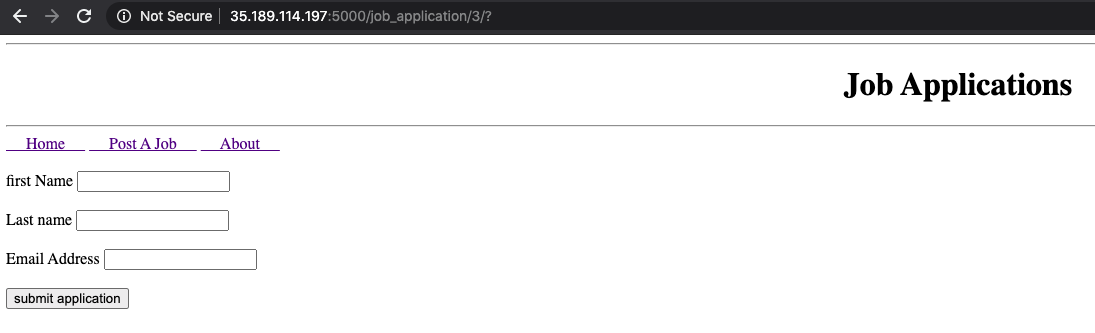 Not Secure 35.189.114.197:5000/job_application/3/?
Job Applications
Home Post A Job About
first Name
Last name
Email Address
submit application